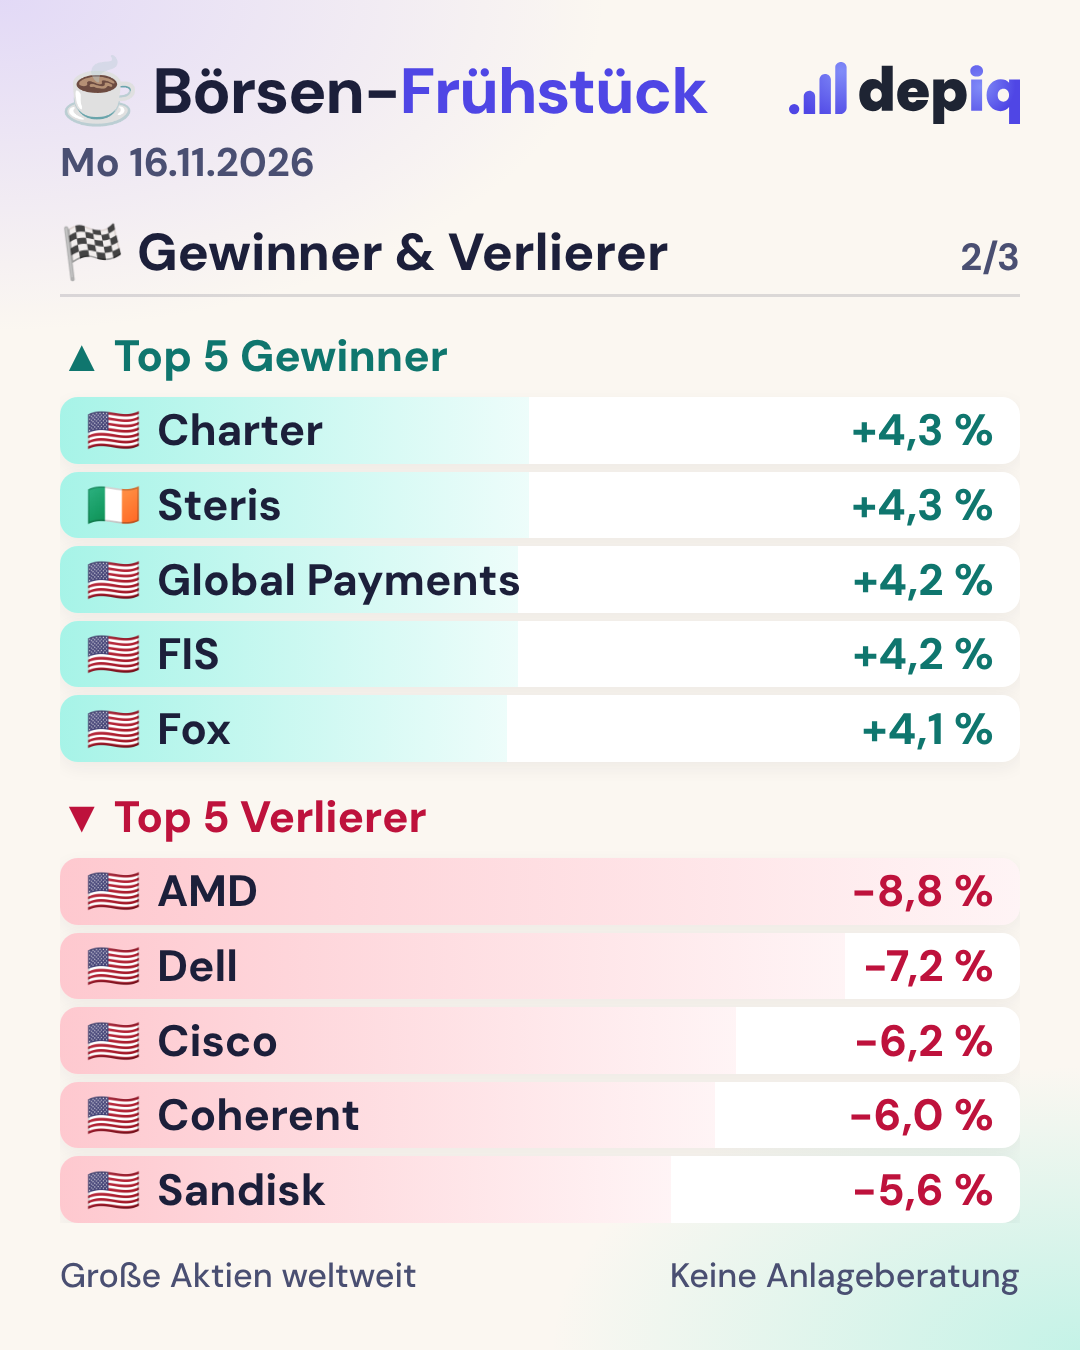 Börsen-Frühstück
depiq
Mo 16.11.2026
Gewinner & Verlierer
2/3
▲ Top 5 Gewinner
Charter +4,3 %
Steris +4,3 %
Global Payments +4,2 %
FIS +4,2 %
Fox +4,1 %
▼ Top 5 Verlierer
AMD −8,8 %
Dell −7,2 %
Cisco −6,2 %
Coherent −6,0 %
Sandisk −5,6 %
Große Aktien weltweit
Keine Anlageberatung